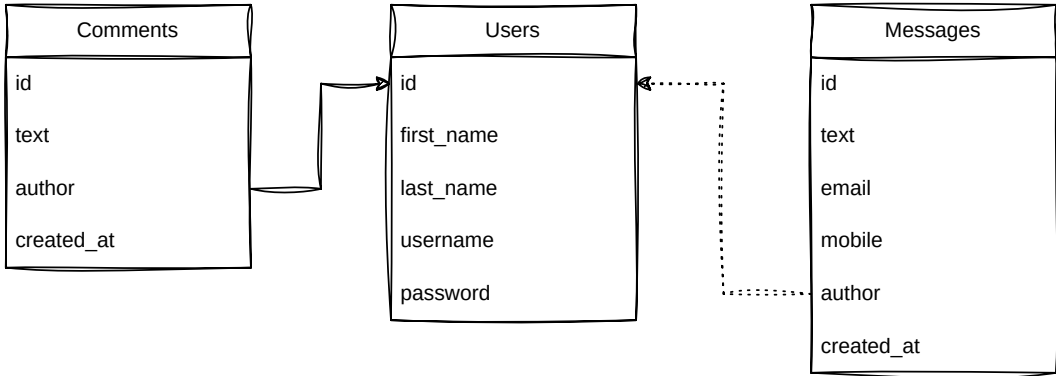 Comments
id
text
author
created_at
Users
id
first_name
last_name
username
password
Messages
id
text
email
mobile
author
created_at